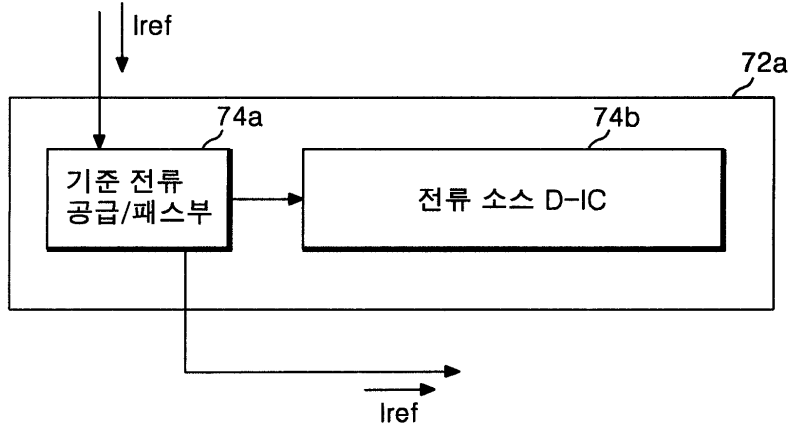 Iref
72a
74a
74b
기준 전류
공급/패스부
전류 소스 D-IC
Iref